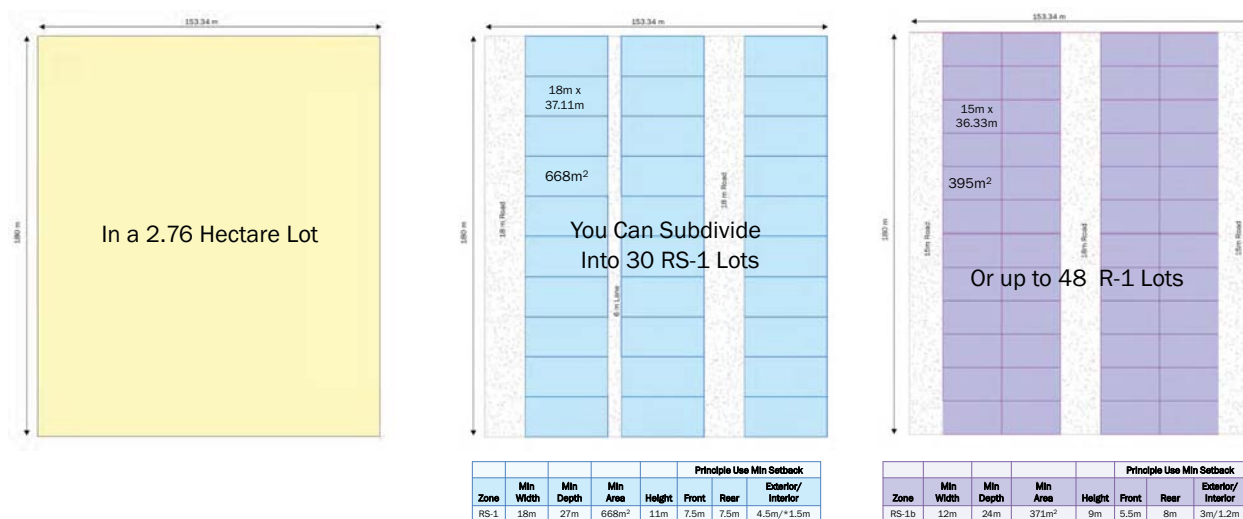 153.34 m
180 m
In a 2.76 Hectare Lot
153.34 m
180 m
18m x
37.11m
668m²
18 m Road
6 m Lane
18 m Road
You Can Subdivide
Into 30 RS-1 Lots
Principle Use Min Setback
Zone Min Width Min Depth Min Area Height Front Rear Exterior/ Interior
RS-1 18m 27m 668m² 11m 7.5m 7.5m 4.5m/*1.5m
153.34 m
180 m
15m x
36.33m
395m²
15m Road
18m Road
15m Road
Or up to 48 R-1 Lots
Principle Use Min Setback
Zone Min Width Min Depth Min Area Height Front Rear Exterior/ Interior
RS-1b 12m 24m 371m² 9m 5.5m 8m 3m/1.2m